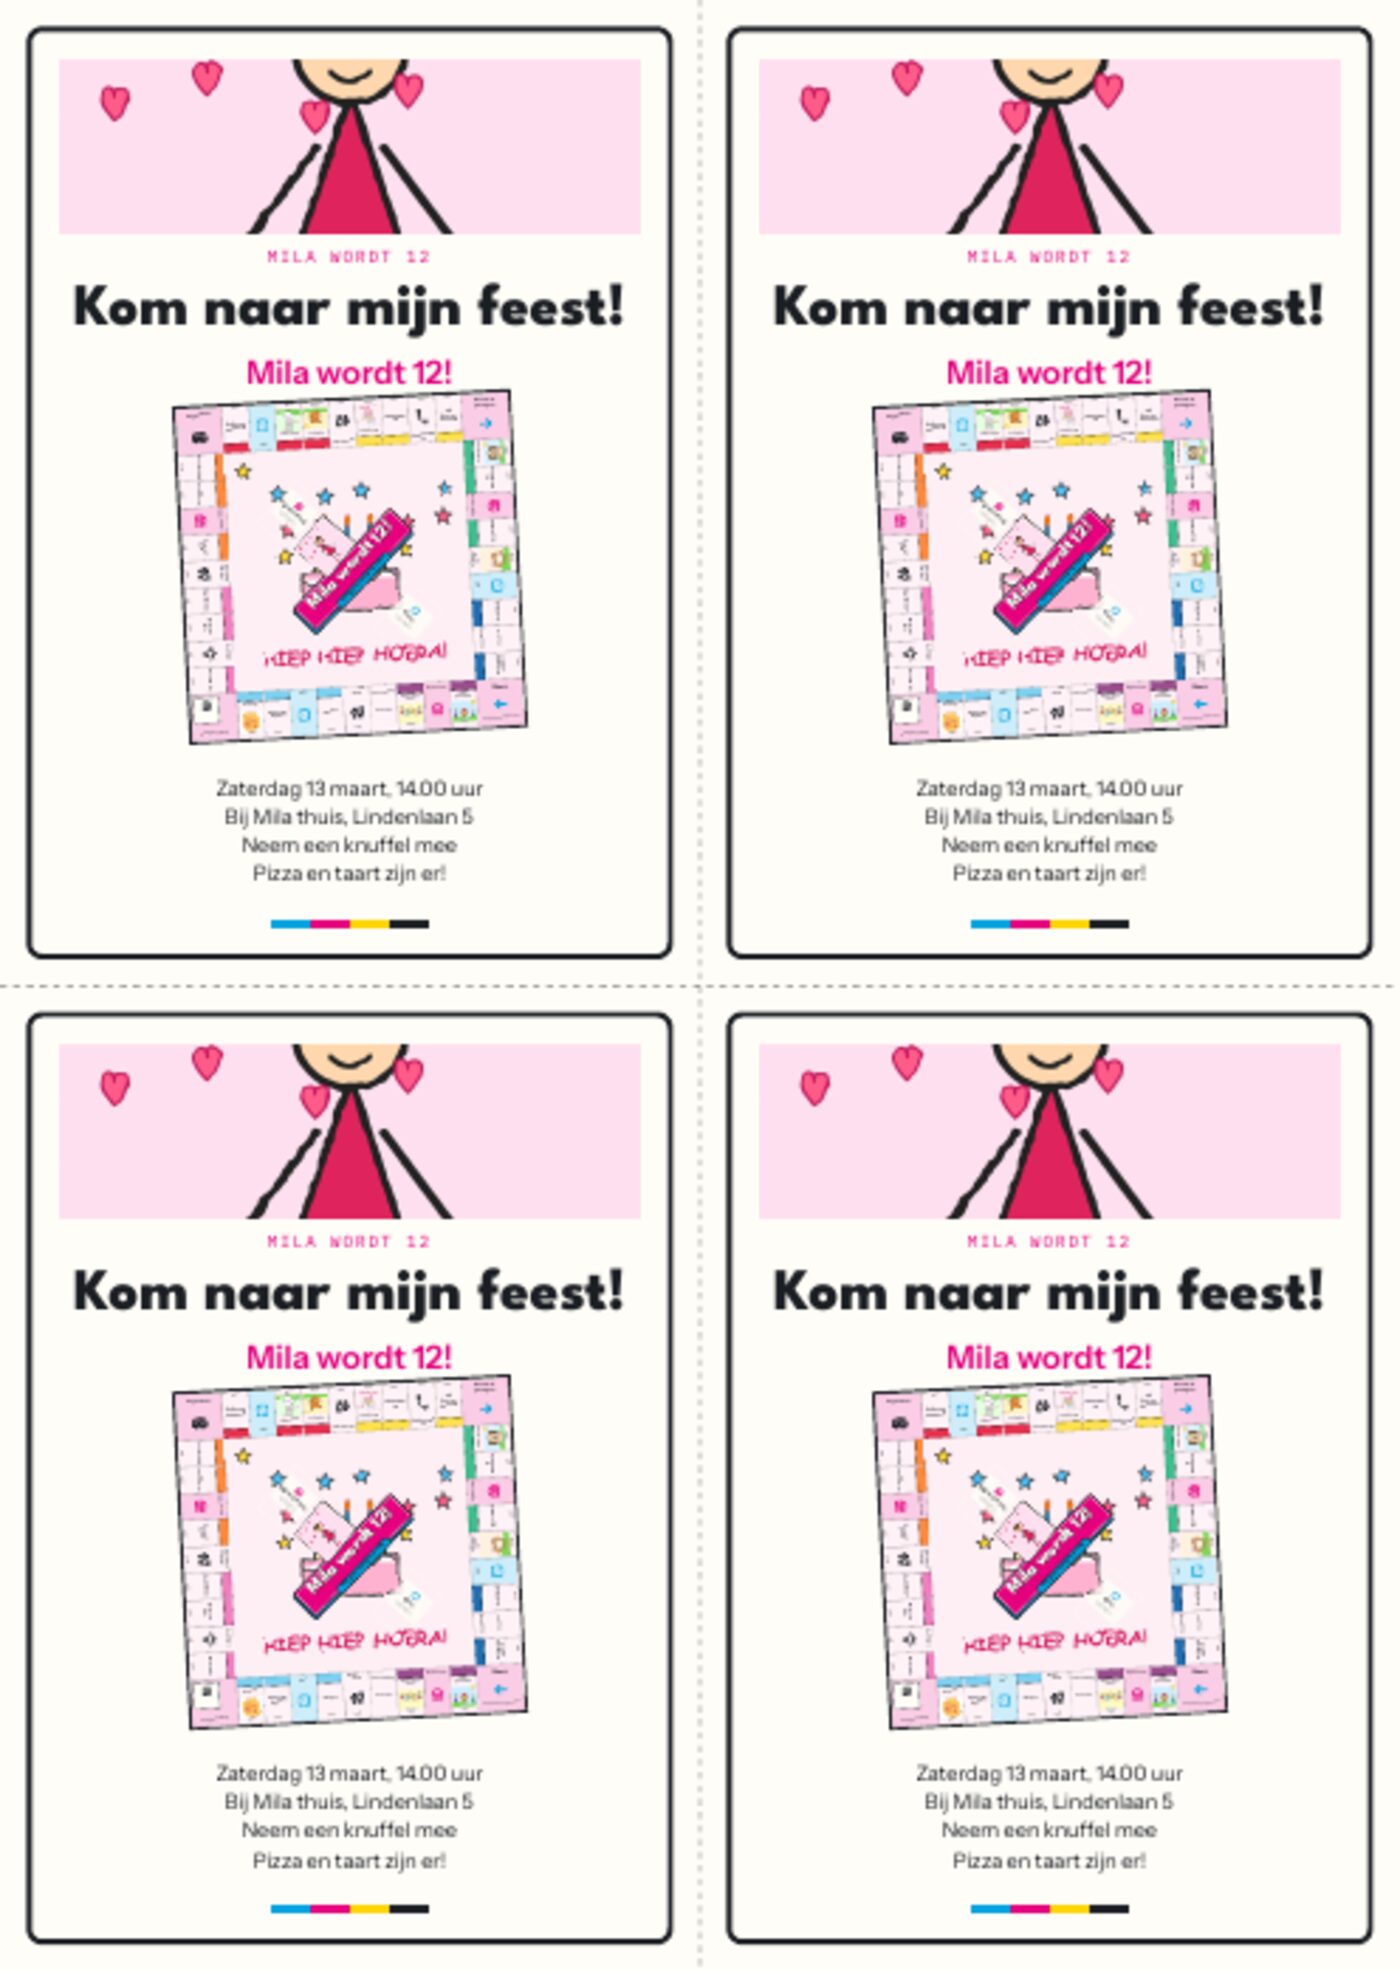 MILA WORDT 12
Kom naar mijn feest!
Mila wordt 12!
Mila wordt 12!
HIEP HIEP HOERA!
Zaterdag 13 maart, 14.00 uur
Bij Mila thuis, Lindenlaan 5
Neem een knuffel mee
Pizza en taart zijn er!
MILA WORDT 12
Kom naar mijn feest!
Mila wordt 12!
Mila wordt 12!
HIEP HIEP HOERA!
Zaterdag 13 maart, 14.00 uur
Bij Mila thuis, Lindenlaan 5
Neem een knuffel mee
Pizza en taart zijn er!
MILA WORDT 12
Kom naar mijn feest!
Mila wordt 12!
Mila wordt 12!
HIEP HIEP HOERA!
Zaterdag 13 maart, 14.00 uur
Bij Mila thuis, Lindenlaan 5
Neem een knuffel mee
Pizza en taart zijn er!
MILA WORDT 12
Kom naar mijn feest!
Mila wordt 12!
Mila wordt 12!
HIEP HIEP HOERA!
Zaterdag 13 maart, 14.00 uur
Bij Mila thuis, Lindenlaan 5
Neem een knuffel mee
Pizza en taart zijn er!